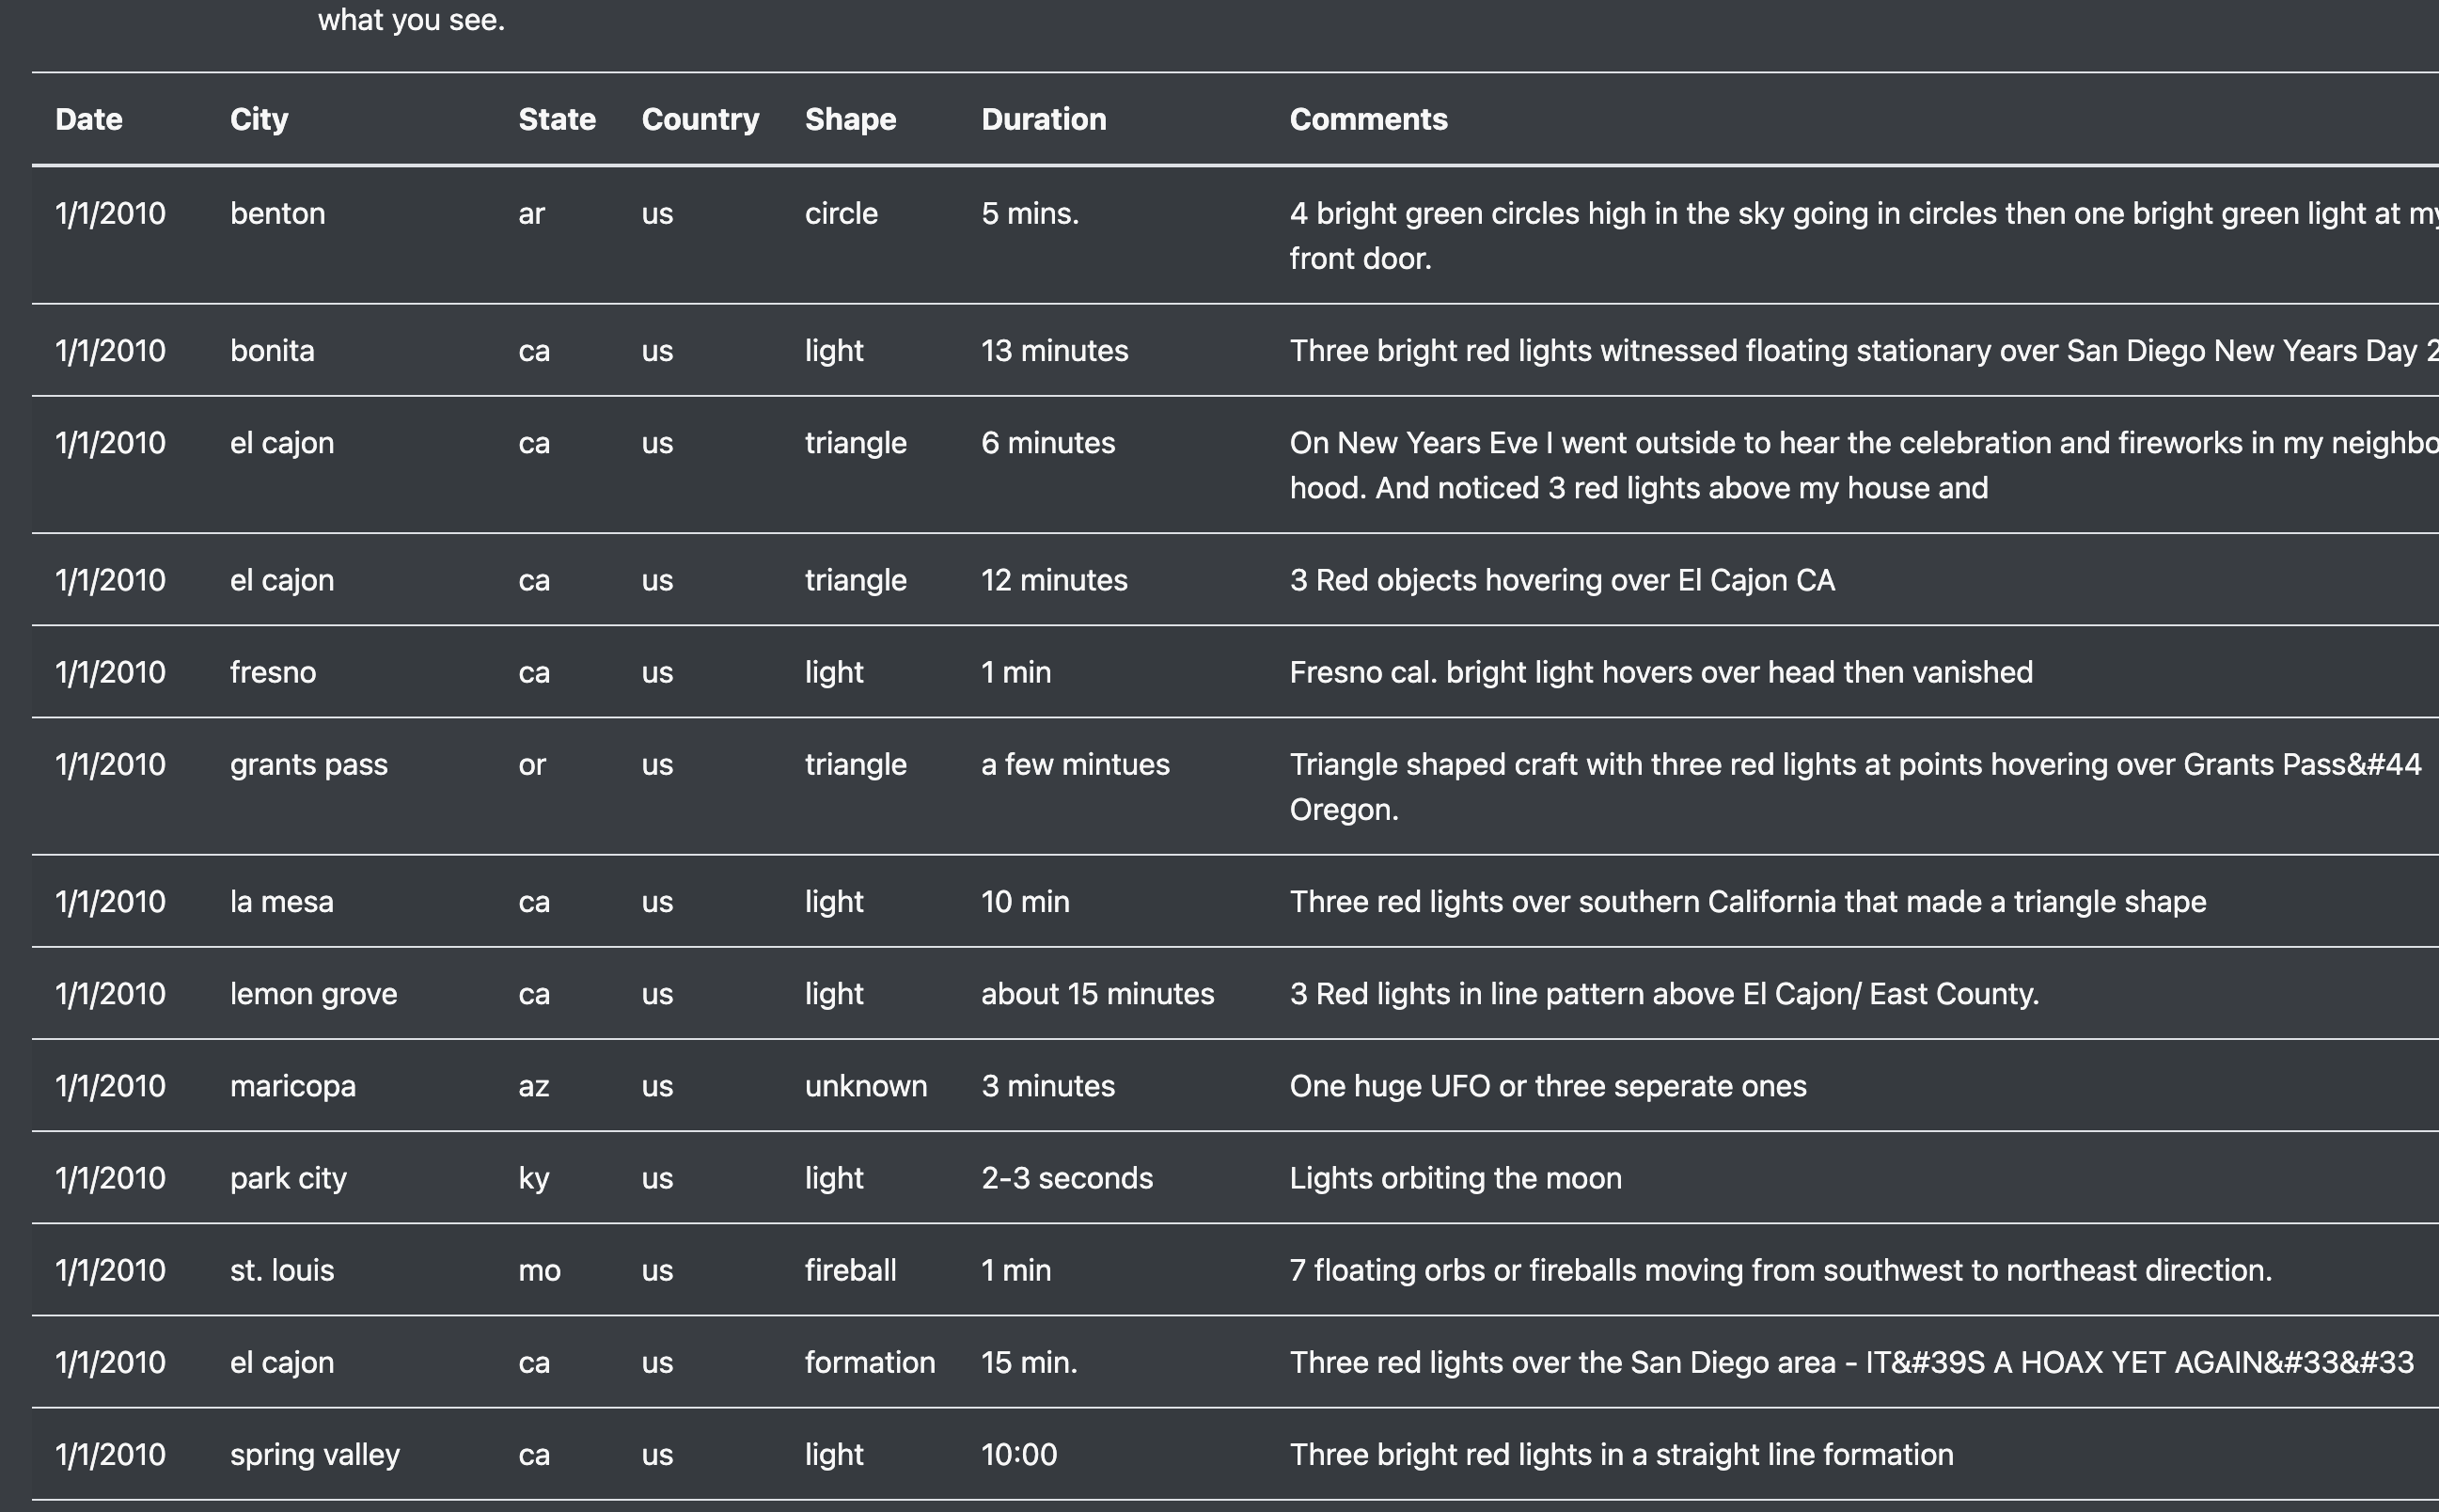 what you see.
Date City State Country Shape Duration Comments
1/1/2010 benton ar us circle 5 mins. 4 bright green circles high in the sky going in circles then one bright green light at my
front door.
1/1/2010 bonita ca us light 13 minutes Three bright red lights witnessed floating stationary over San Diego New Years Day
1/1/2010 el cajon ca us triangle 6 minutes On New Years Eve I went outside to hear the celebration and fireworks in my neighbo
hood. And noticed 3 red lights above my house and
1/1/2010 el cajon ca us triangle 12 minutes 3 Red objects hovering over El Cajon CA
1/1/2010 fresno ca us light 1 min Fresno cal. bright light hovers over head then vanished
1/1/2010 grants pass or us triangle a few mintues Triangle shaped craft with three red lights at points hovering over Grants Pass&#44
Oregon.
1/1/2010 la mesa ca us light 10 min Three red lights over southern California that made a triangle shape
1/1/2010 lemon grove ca us light about 15 minutes 3 Red lights in line pattern above El Cajon/ East County.
1/1/2010 maricopa az us unknown 3 minutes One huge UFO or three seperate ones
1/1/2010 park city ky us light 2-3 seconds Lights orbiting the moon
1/1/2010 st. louis mo us fireball 1 min 7 floating orbs or fireballs moving from southwest to northeast direction.
1/1/2010 el cajon ca us formation 15 min. Three red lights over the San Diego area - IT&#39S A HOAX YET AGAIN&#33&#33
1/1/2010 spring valley ca us light 10:00 Three bright red lights in a straight line formation